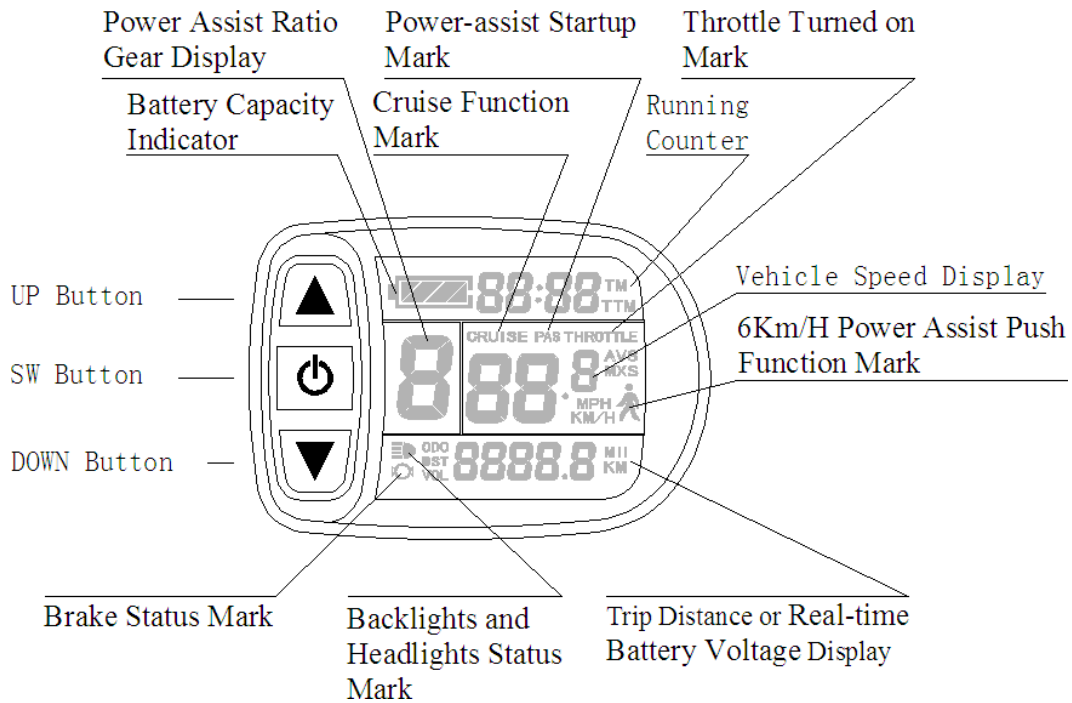 Power Assist Ratio
Gear Display
Power-assist Startup
Mark
Throttle Turned on
Mark
Battery Capacity
Indicator
Cruise Function
Mark
Running
Counter
UP Button
SW Button
DOWN Button
88:88 TM
TTM
CRUISE PAS THROTTLE
8
88.8 AVS
MXS
MPH
KM/H
ODO
DST
VOL
8888.8 MIL
KM
Vehicle Speed Display
6Km/H Power Assist Push
Function Mark
Brake Status Mark
Backlights and
Headlights Status
Mark
Trip Distance or Real-time
Battery Voltage Display